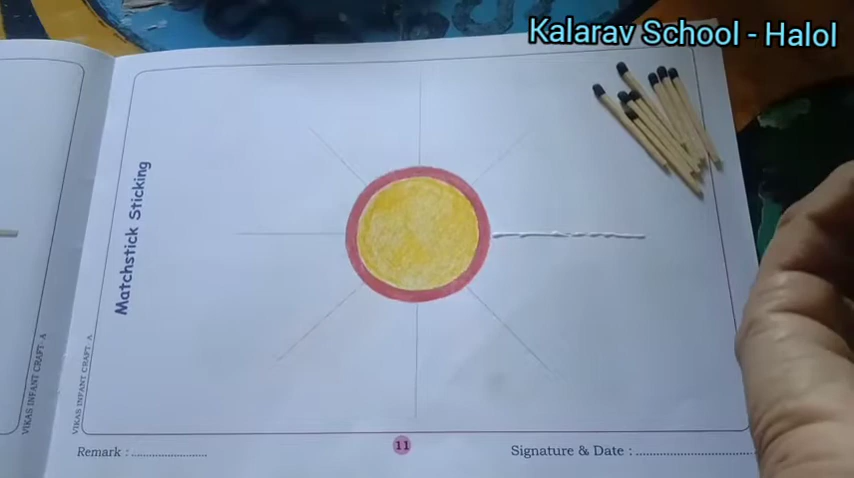 Kalarav School - Halol
Matchstick Sticking
VIKAS INFANT CRAFT- A
VIKAS INFANT CRAFT- A
Remark : ......................
11
Signature & Date : ..............................